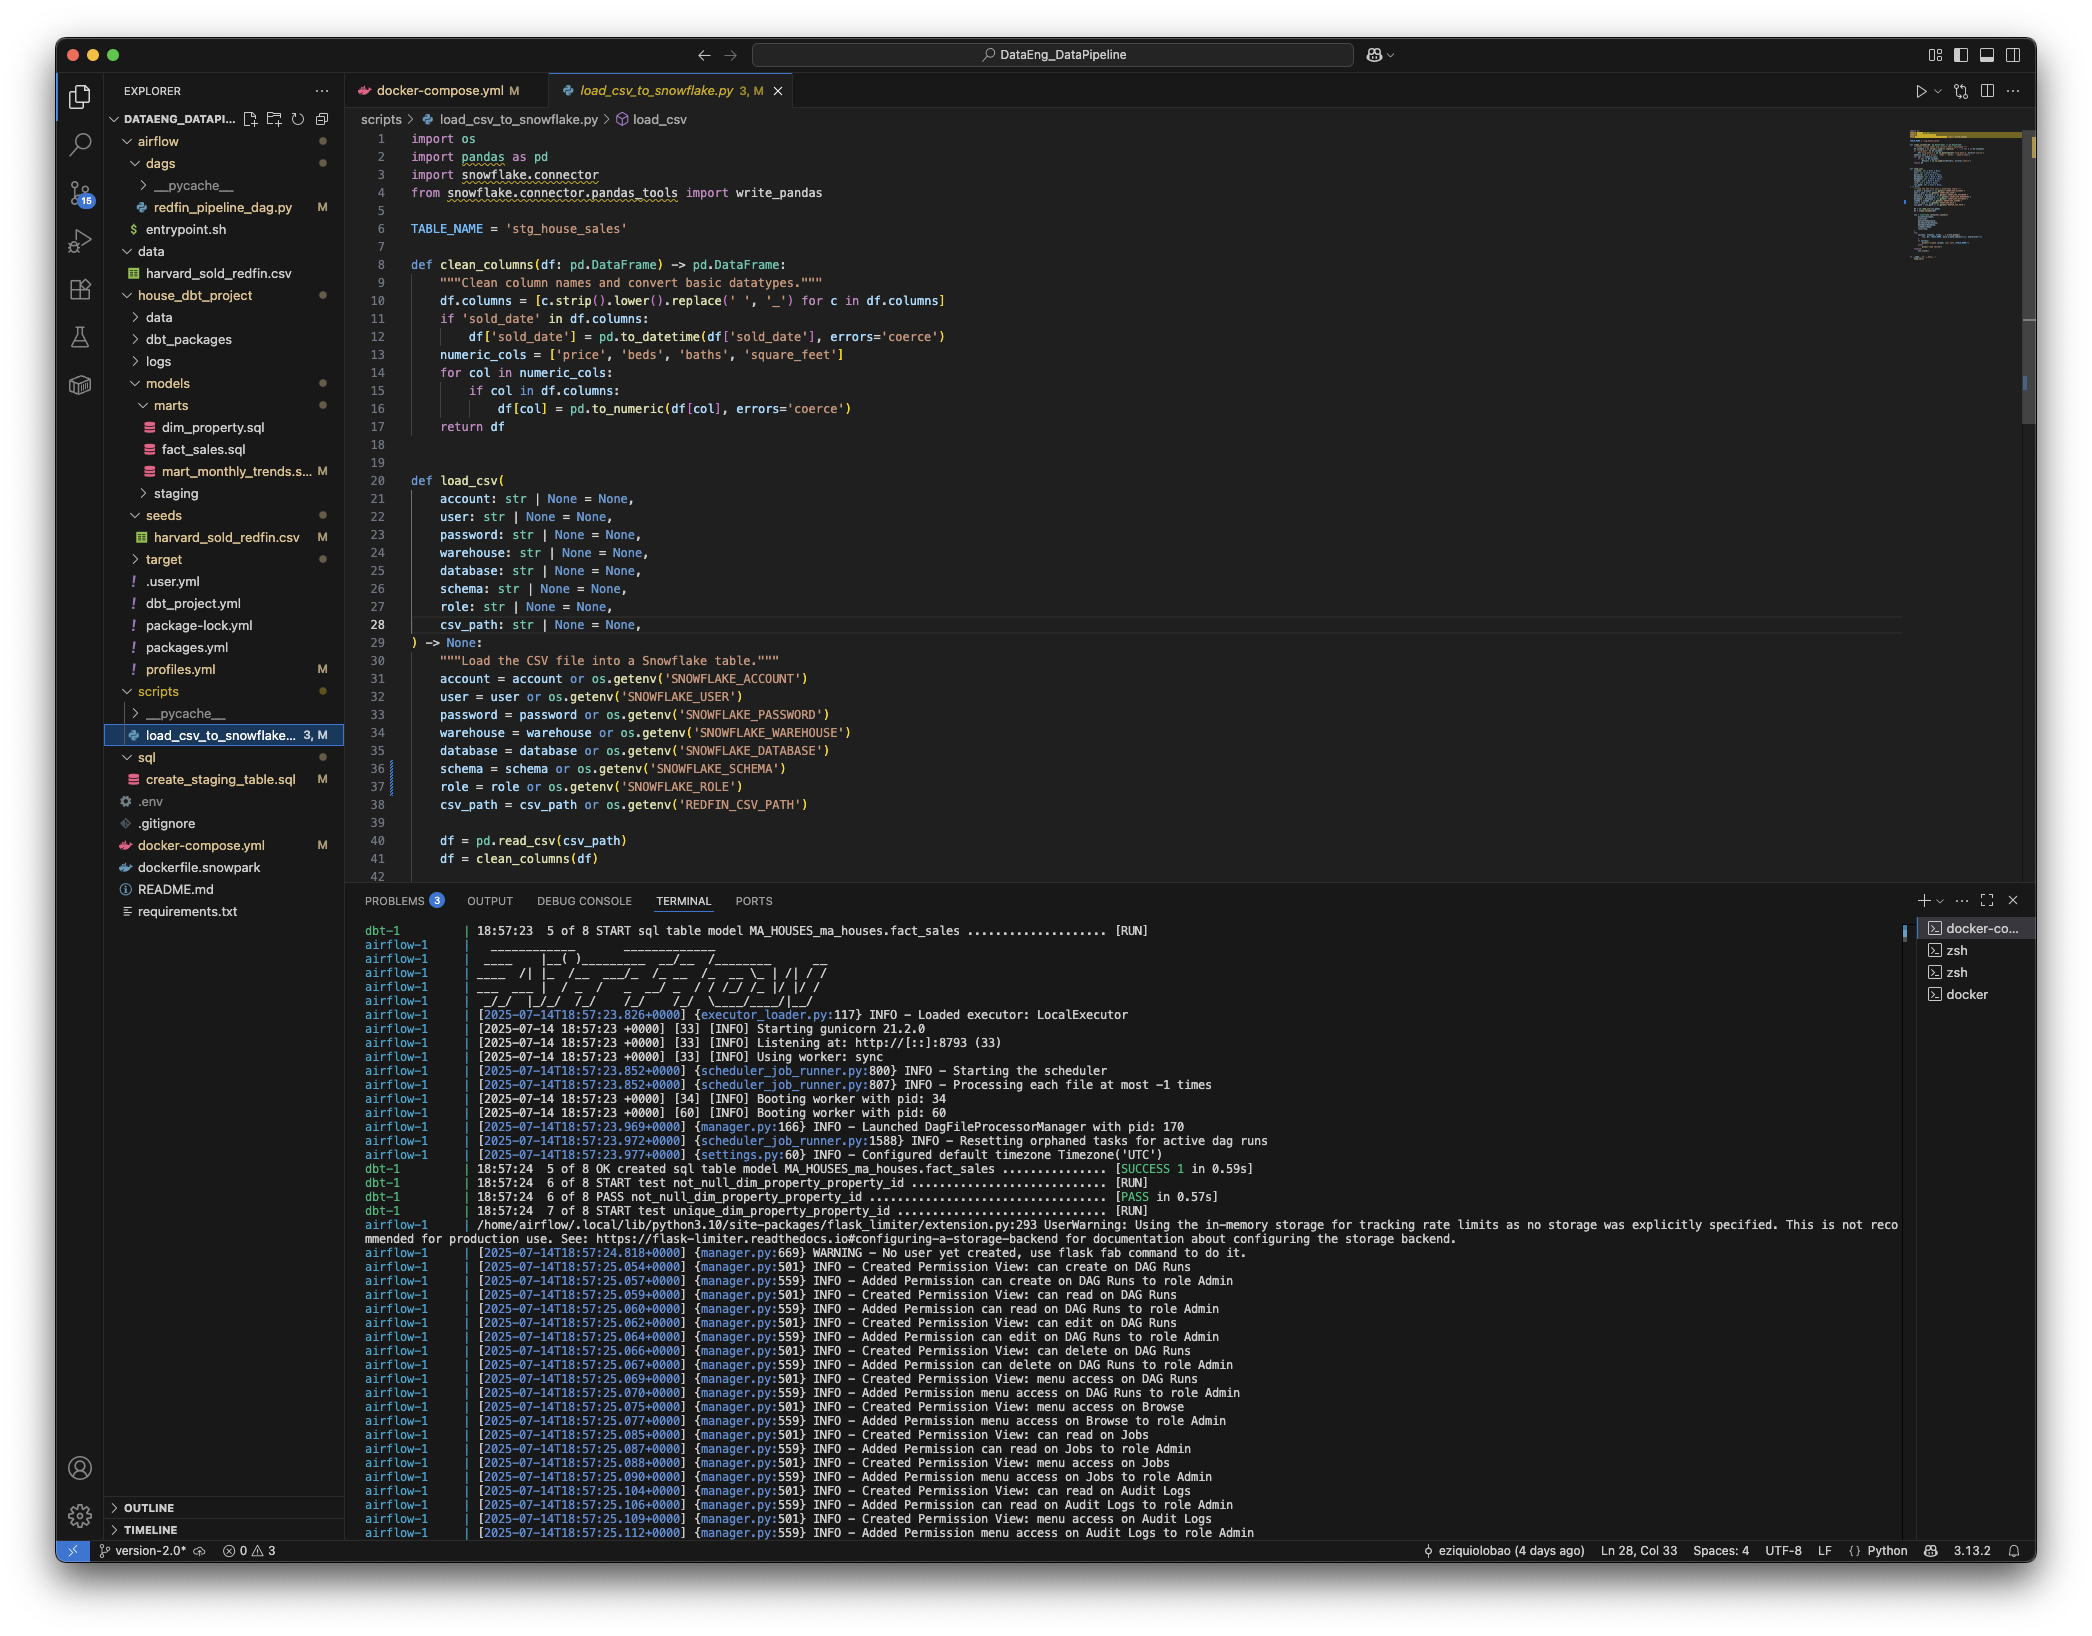 DataEng_DataPipeline
EXPLORER
DATAENG_DATAPI...
airflow
dags
__pycache__
redfin_pipeline_dag.py M
entrypoint.sh
data
harvard_sold_redfin.csv
house_dbt_project
data
dbt_packages
logs
models
marts
dim_property.sql
fact_sales.sql
mart_monthly_trends.s... M
staging
seeds
harvard_sold_redfin.csv M
target
.user.yml
dbt_project.yml
package-lock.yml
packages.yml
profiles.yml M
scripts
__pycache__
load_csv_to_snowflake... 3, M
sql
create_staging_table.sql M
.env
.gitignore
docker-compose.yml M
dockerfile.snowpark
README.md
requirements.txt
OUTLINE
TIMELINE
15
docker-compose.yml M
load_csv_to_snowflake.py 3, M
scripts > load_csv_to_snowflake.py > load_csv
1 import os
2 import pandas as pd
3 import snowflake.connector
4 from snowflake.connector.pandas_tools import write_pandas
5
6 TABLE_NAME = 'stg_house_sales'
7
8 def clean_columns(df: pd.DataFrame) -> pd.DataFrame:
9 """Clean column names and convert basic datatypes."""
10 df.columns = [c.strip().lower().replace(' ', '_') for c in df.columns]
11 if 'sold_date' in df.columns:
12 df['sold_date'] = pd.to_datetime(df['sold_date'], errors='coerce')
13 numeric_cols = ['price', 'beds', 'baths', 'square_feet']
14 for col in numeric_cols:
15 if col in df.columns:
16 df[col] = pd.to_numeric(df[col], errors='coerce')
17 return df
18
19
20 def load_csv(
21 account: str | None = None,
22 user: str | None = None,
23 password: str | None = None,
24 warehouse: str | None = None,
25 database: str | None = None,
26 schema: str | None = None,
27 role: str | None = None,
28 csv_path: str | None = None,
29 ) -> None:
30 """Load the CSV file into a Snowflake table."""
31 account = account or os.getenv('SNOWFLAKE_ACCOUNT')
32 user = user or os.getenv('SNOWFLAKE_USER')
33 password = password or os.getenv('SNOWFLAKE_PASSWORD')
34 warehouse = warehouse or os.getenv('SNOWFLAKE_WAREHOUSE')
35 database = database or os.getenv('SNOWFLAKE_DATABASE')
36 schema = schema or os.getenv('SNOWFLAKE_SCHEMA')
37 role = role or os.getenv('SNOWFLAKE_ROLE')
38 csv_path = csv_path or os.getenv('REDFIN_CSV_PATH')
39
40 df = pd.read_csv(csv_path)
41 df = clean_columns(df)
42
PROBLEMS 3 OUTPUT DEBUG CONSOLE TERMINAL PORTS
dbt-1 | 18:57:23 5 of 8 START sql table model MA_HOUSES_ma_houses.fact_sales .................... [RUN]
airflow-1 | ____________ _____________
airflow-1 | ____ |__( )_________ __/__ /________ __
airflow-1 | ____ /| |_ /__ ___/_ /_ __ /_ __ \_ | /| / /
airflow-1 | ___ ___ | / _ / _ __/ _ / / /_/ /_ |/ |/ /
airflow-1 | _/_/ |_/_/ /_/ /_/ /_/ \____/____/|__/
airflow-1 | [2025-07-14T18:57:23.826+0000] {executor_loader.py:117} INFO - Loaded executor: LocalExecutor
airflow-1 | [2025-07-14 18:57:23 +0000] [33] [INFO] Starting gunicorn 21.2.0
airflow-1 | [2025-07-14 18:57:23 +0000] [33] [INFO] Listening at: http://[::]:8793 (33)
airflow-1 | [2025-07-14 18:57:23 +0000] [33] [INFO] Using worker: sync
airflow-1 | [2025-07-14T18:57:23.852+0000] {scheduler_job_runner.py:800} INFO - Starting the scheduler
airflow-1 | [2025-07-14T18:57:23.852+0000] {scheduler_job_runner.py:807} INFO - Processing each file at most -1 times
airflow-1 | [2025-07-14 18:57:23 +0000] [34] [INFO] Booting worker with pid: 34
airflow-1 | [2025-07-14 18:57:23 +0000] [60] [INFO] Booting worker with pid: 60
airflow-1 | [2025-07-14T18:57:23.969+0000] {manager.py:166} INFO - Launched DagFileProcessorManager with pid: 170
airflow-1 | [2025-07-14T18:57:23.972+0000] {scheduler_job_runner.py:1588} INFO - Resetting orphaned tasks for active dag runs
airflow-1 | [2025-07-14T18:57:23.977+0000] {settings.py:60} INFO - Configured default timezone Timezone('UTC')
dbt-1 | 18:57:24 5 of 8 OK created sql table model MA_HOUSES_ma_houses.fact_sales ............... [SUCCESS 1 in 0.59s]
dbt-1 | 18:57:24 6 of 8 START test not_null_dim_property_property_id ............................ [RUN]
dbt-1 | 18:57:24 6 of 8 PASS not_null_dim_property_property_id .................................. [PASS in 0.57s]
dbt-1 | 18:57:24 7 of 8 START test unique_dim_property_property_id .............................. [RUN]
airflow-1 | /home/airflow/.local/lib/python3.10/site-packages/flask_limiter/extension.py:293 UserWarning: Using the in-memory storage for tracking rate limits as no storage was explicitly specified. This is not reco
mmended for production use. See: https://flask-limiter.readthedocs.io#configuring-a-storage-backend for documentation about configuring the storage backend.
airflow-1 | [2025-07-14T18:57:24.818+0000] {manager.py:669} WARNING - No user yet created, use flask fab command to do it.
airflow-1 | [2025-07-14T18:57:25.054+0000] {manager.py:501} INFO - Created Permission View: can create on DAG Runs
airflow-1 | [2025-07-14T18:57:25.057+0000] {manager.py:559} INFO - Added Permission can create on DAG Runs to role Admin
airflow-1 | [2025-07-14T18:57:25.059+0000] {manager.py:501} INFO - Created Permission View: can read on DAG Runs
airflow-1 | [2025-07-14T18:57:25.060+0000] {manager.py:559} INFO - Added Permission can read on DAG Runs to role Admin
airflow-1 | [2025-07-14T18:57:25.062+0000] {manager.py:501} INFO - Created Permission View: can edit on DAG Runs
airflow-1 | [2025-07-14T18:57:25.064+0000] {manager.py:559} INFO - Added Permission can edit on DAG Runs to role Admin
airflow-1 | [2025-07-14T18:57:25.066+0000] {manager.py:501} INFO - Created Permission View: can delete on DAG Runs
airflow-1 | [2025-07-14T18:57:25.067+0000] {manager.py:559} INFO - Added Permission can delete on DAG Runs to role Admin
airflow-1 | [2025-07-14T18:57:25.069+0000] {manager.py:501} INFO - Created Permission View: menu access on DAG Runs
airflow-1 | [2025-07-14T18:57:25.070+0000] {manager.py:559} INFO - Added Permission menu access on DAG Runs to role Admin
airflow-1 | [2025-07-14T18:57:25.075+0000] {manager.py:501} INFO - Created Permission View: menu access on Browse
airflow-1 | [2025-07-14T18:57:25.077+0000] {manager.py:559} INFO - Added Permission menu access on Browse to role Admin
airflow-1 | [2025-07-14T18:57:25.085+0000] {manager.py:501} INFO - Created Permission View: can read on Jobs
airflow-1 | [2025-07-14T18:57:25.087+0000] {manager.py:559} INFO - Added Permission can read on Jobs to role Admin
airflow-1 | [2025-07-14T18:57:25.088+0000] {manager.py:501} INFO - Created Permission View: menu access on Jobs
airflow-1 | [2025-07-14T18:57:25.090+0000] {manager.py:559} INFO - Added Permission menu access on Jobs to role Admin
airflow-1 | [2025-07-14T18:57:25.104+0000] {manager.py:501} INFO - Created Permission View: can read on Audit Logs
airflow-1 | [2025-07-14T18:57:25.106+0000] {manager.py:559} INFO - Added Permission can read on Audit Logs to role Admin
airflow-1 | [2025-07-14T18:57:25.109+0000] {manager.py:501} INFO - Created Permission View: menu access on Audit Logs
airflow-1 | [2025-07-14T18:57:25.112+0000] {manager.py:559} INFO - Added Permission menu access on Audit Logs to role Admin
docker-co...
zsh
zsh
docker
version-2.0* 0 3 eziquiolobao (4 days ago) Ln 28, Col 33 Spaces: 4 UTF-8 LF {} Python 3.13.2